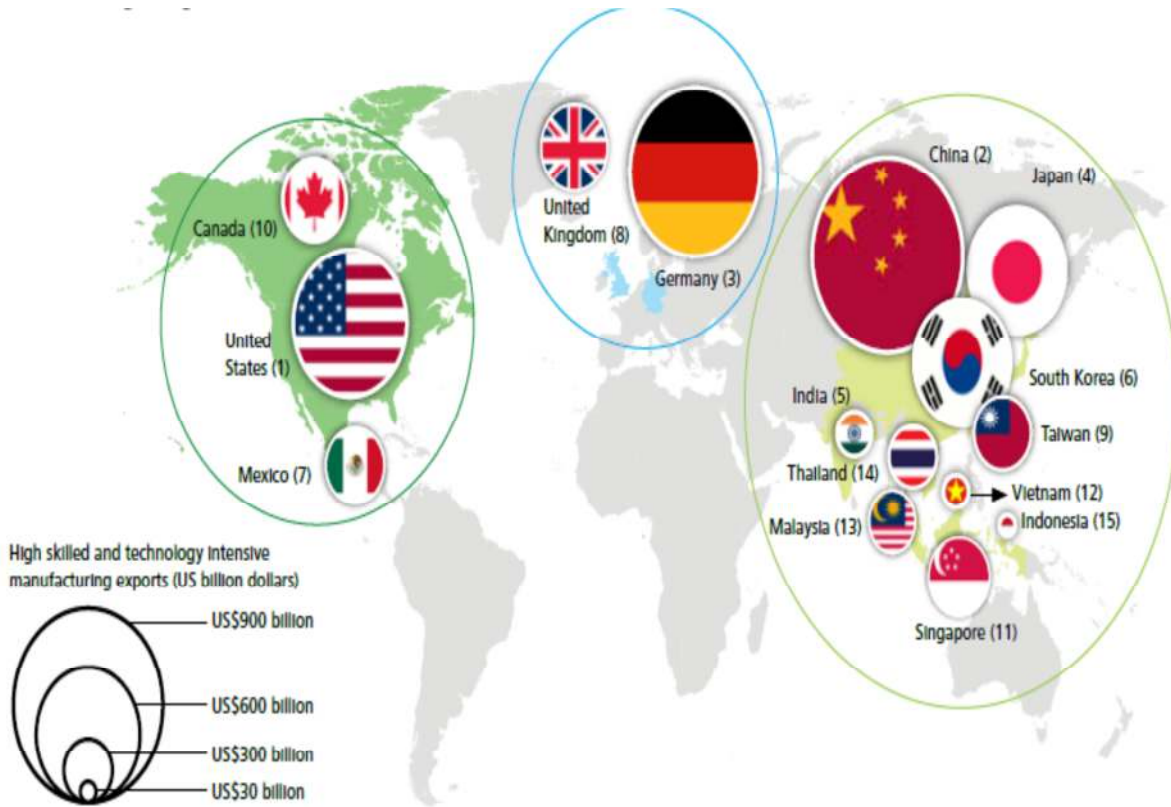 China (2)
Japan (4)
United
Kingdom (8)
Canada (10)
Germany (3)
United
States (1)
South Korea (6)
India (5)
Taiwan (9)
Mexico (7)
Thailand (14)
Vietnam (12)
Malaysia (13)
Indonesia (15)
Singapore (11)
High skilled and technology intensive
manufacturing exports (US billion dollars)
US$900 billion
US$600 billion
US$300 billion
US$30 billion